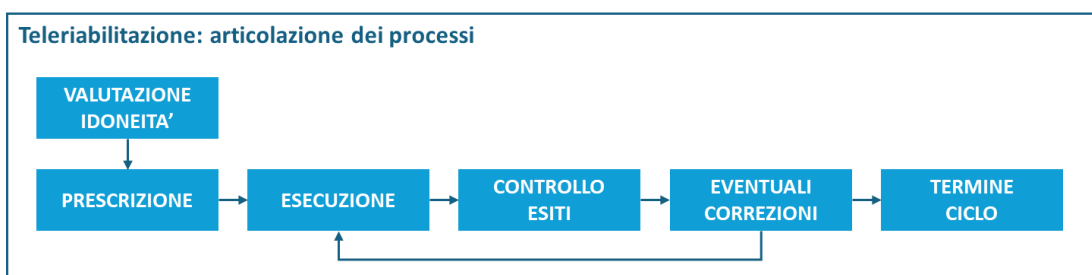 Teleriabilitazione: articolazione dei processi
VALUTAZIONE
IDONEITA’
PRESCRIZIONE
ESECUZIONE
CONTROLLO
ESITI
EVENTUALI
CORREZIONI
TERMINE
CICLO